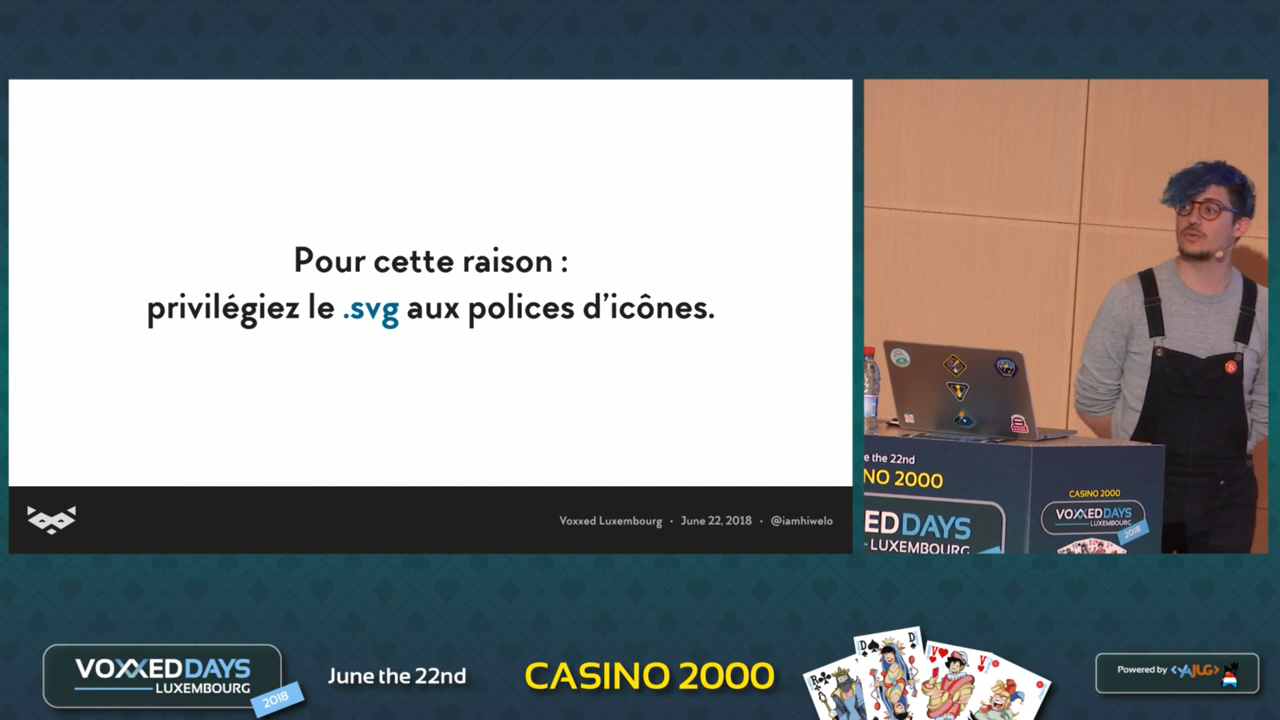 Pour cette raison :
privilégiez le .svg aux polices d'icônes.
Voxxed Luxembourg · June 22, 2018 · @iamhiwelo
e the 22nd
NO 2000
ED DAYS
LUXEMBOURG
CASINO 2000
VOXXED DAYS
LUXEMBOURG
2018
VOXXED DAYS
LUXEMBOURG
2018
June the 22nd
CASINO 2000
R
D
D
V
V
Powered by <YAJUG>